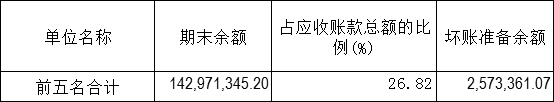 单位名称 期末余额 占应收账款总额的比 坏账准备余额
例(%)
前五名合计 142,971,345.20 26.82 2,573,361.07